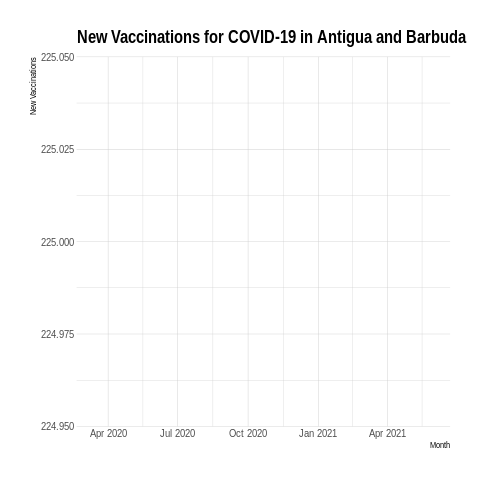 New Vaccinations for COVID-19 in Antigua and Barbuda
New Vaccinations
225.050
225.025
225.000
224.975
224.950
Apr 2020 Jul 2020 Oct 2020 Jan 2021 Apr 2021
Month